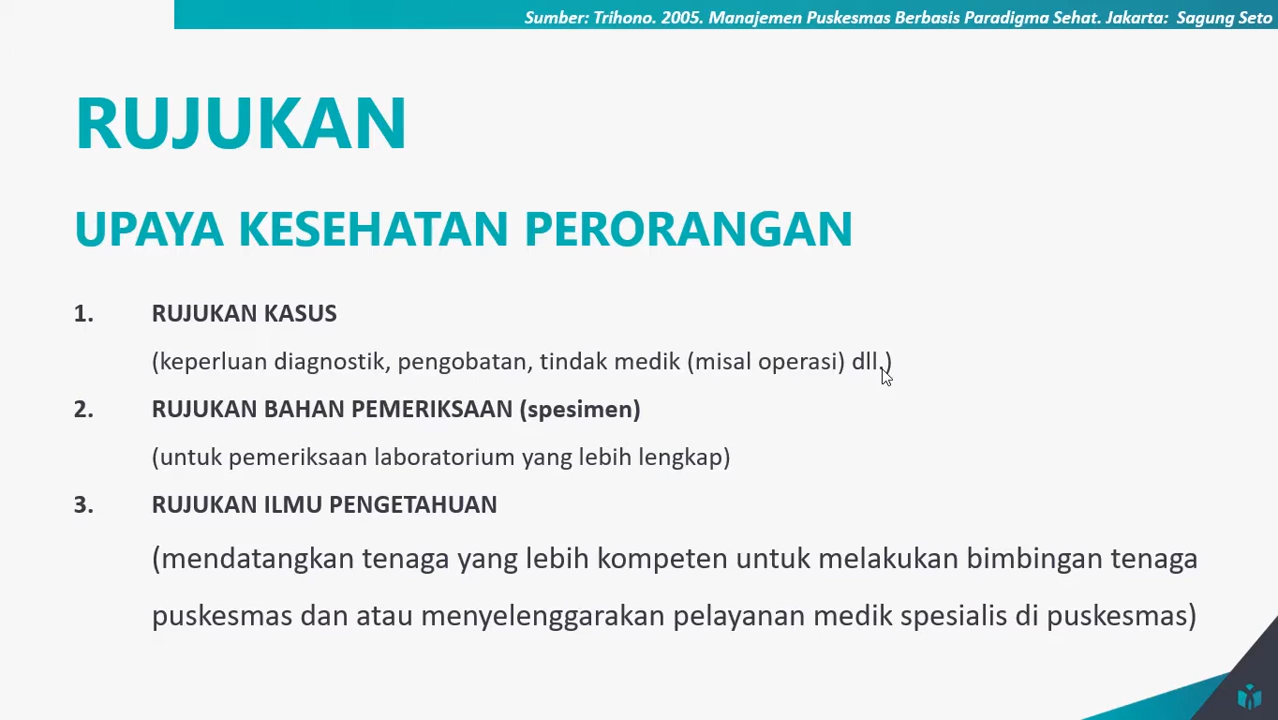 Sumber: Trihono. 2005. Manajemen Puskesmas Berbasis Paradigma Sehat. Jakarta: Sagung Seto
RUJUKAN
UPAYA KESEHATAN PERORANGAN
1. RUJUKAN KASUS
(keperluan diagnostik, pengobatan, tindak medik (misal operasi) dll.)
2. RUJUKAN BAHAN PEMERIKSAAN (spesimen)
(untuk pemeriksaan laboratorium yang lebih lengkap)
3. RUJUKAN ILMU PENGETAHUAN
(mendatangkan tenaga yang lebih kompeten untuk melakukan bimbingan tenaga
puskesmas dan atau menyelenggarakan pelayanan medik spesialis di puskesmas)